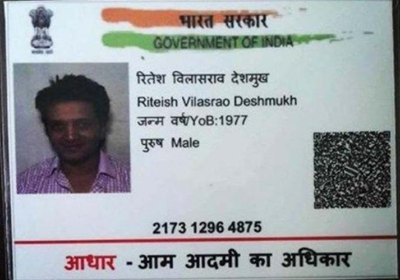 भारत सरकार
GOVERNMENT OF INDIA
रितेश विलासराव देशमुख
Riteish Vilasrao Deshmukh
जन्म वर्ष/YoB:1977
पुरुष Male
2173 1296 4875
आधार - आम आदमी का अधिकार